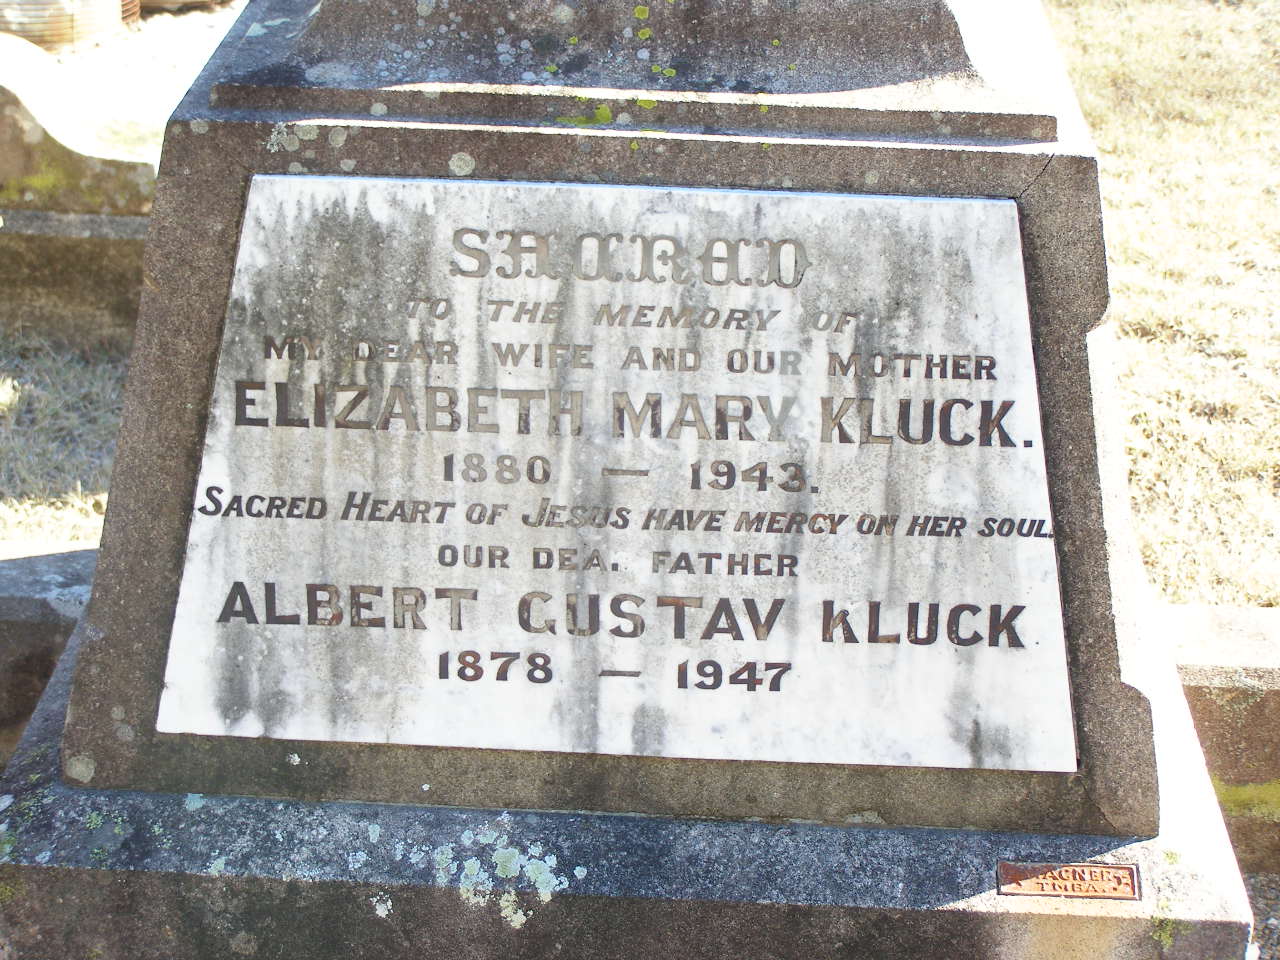 SACRED
TO THE MEMORY OF
MY DEAR WIFE AND OUR MOTHER
ELIZABETH MARY KLUCK.
1880 — 1943.
SACRED HEART OF JESUS HAVE MERCY ON HER SOUL.
OUR DEA. FATHER
ALBERT GUSTAV KLUCK
1878 — 1947
TMBA.